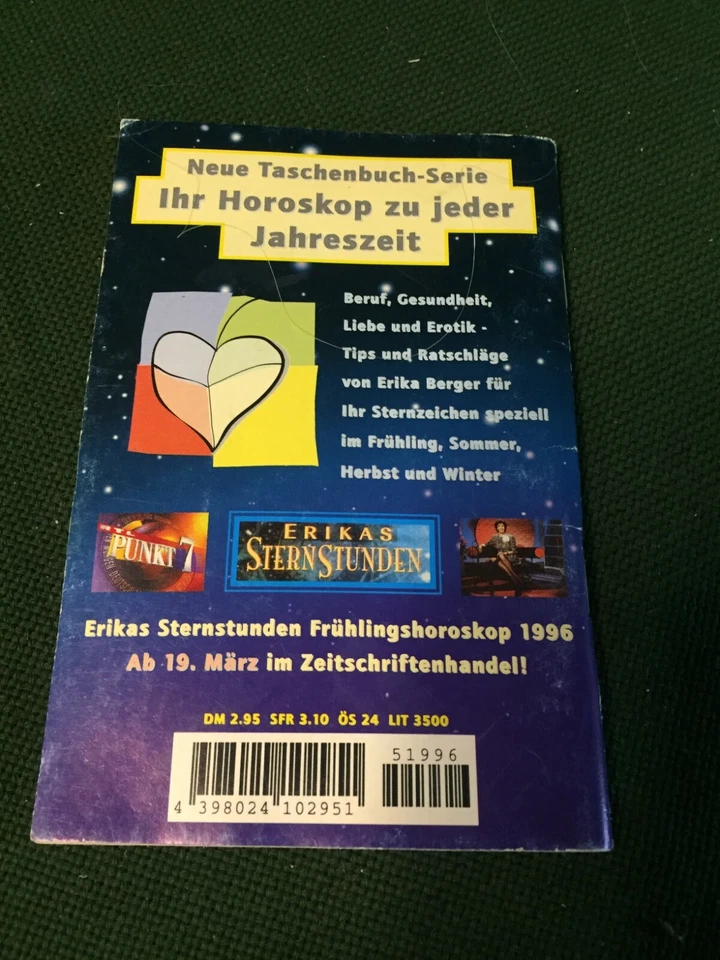 Neue Taschenbuch-Serie
Ihr Horoskop zu jeder
Jahreszeit
Beruf, Gesundheit,
Liebe und Erotik -
Tips und Ratschläge
von Erika Berger für
Ihr Sternzeichen speziell
im Frühling, Sommer,
Herbst und Winter
PUNKT 7
ERIKAS
STERNSTUNDEN
Erikas Sternstunden Frühlingshoroskop 1996
Ab 19. März im Zeitschriftenhandel!
DM 2.95 SFR 3.10 ÖS 24 LIT 3500
51996
4 398024 102951